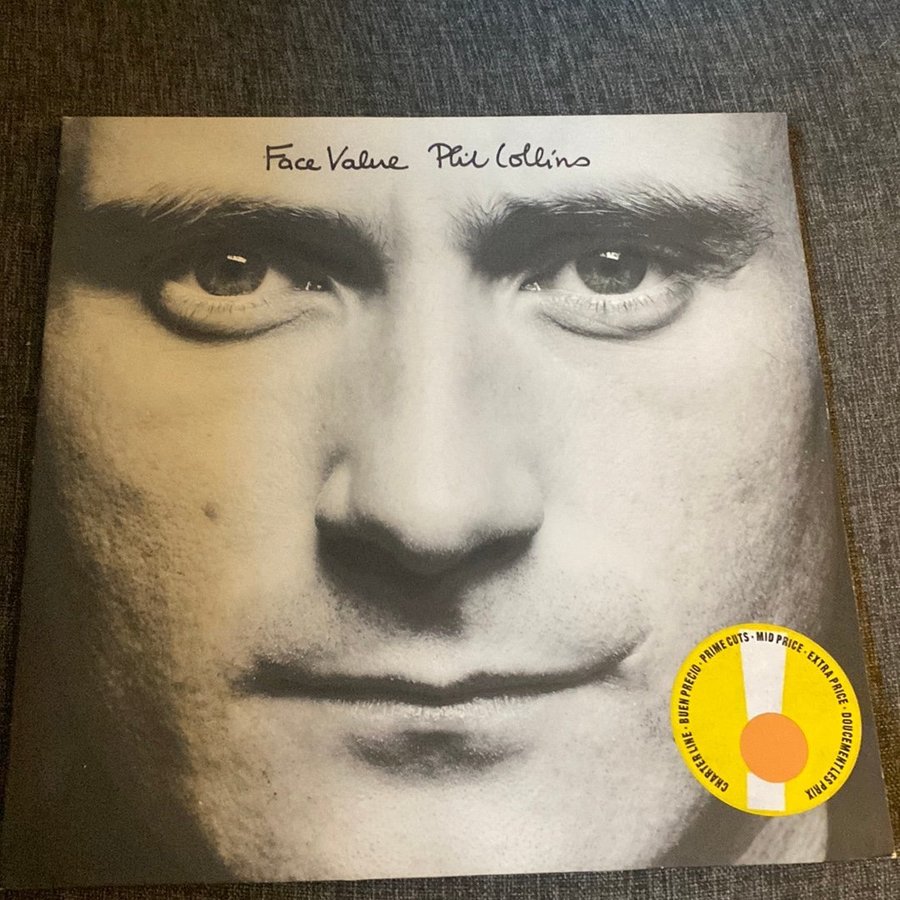 Face Value Phil Collins
CHARTER LINE · BUEN PRECIO · PRIME CUTS · MID PRICE · EXTRA PRICE · DOUCEMENT LES PRIX